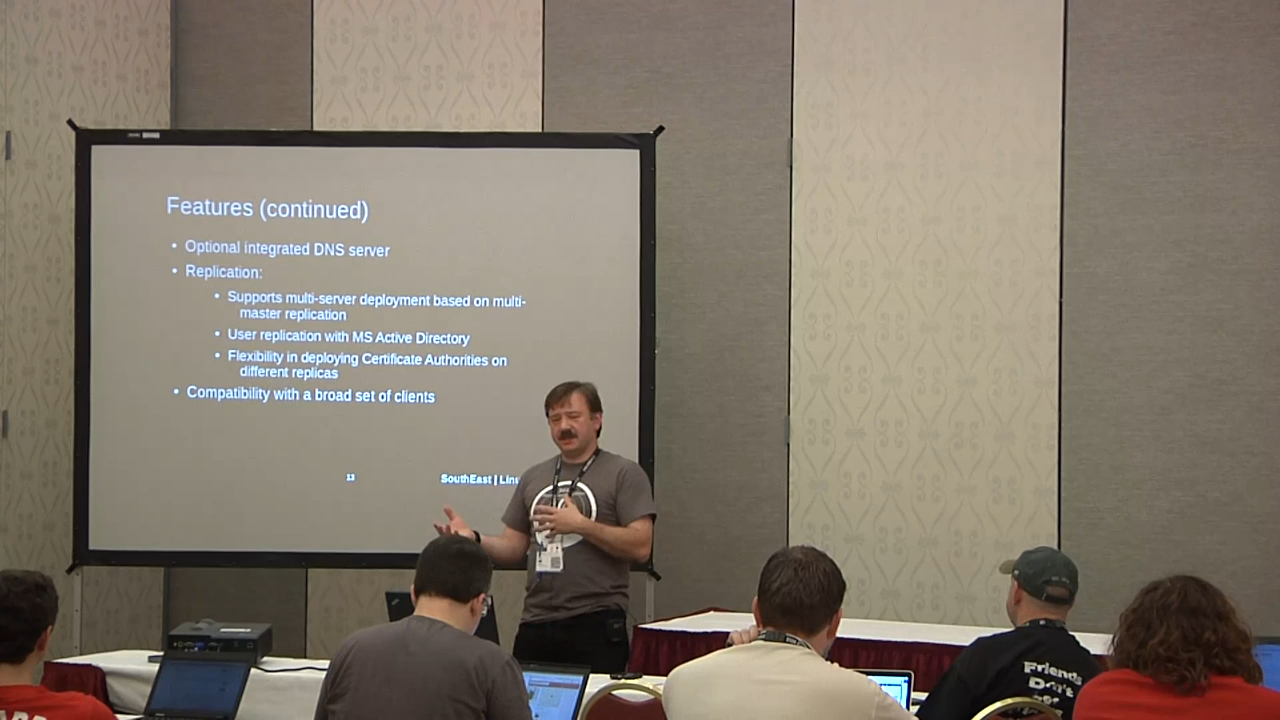 Features (continued)
• Optional integrated DNS server
• Replication:
• Supports multi-server deployment based on multi-
master replication
• User replication with MS Active Directory
• Flexibility in deploying Certificate Authorities on
different replicas
• Compatibility with a broad set of clients
13
SouthEast | Linu
Friends
Don't